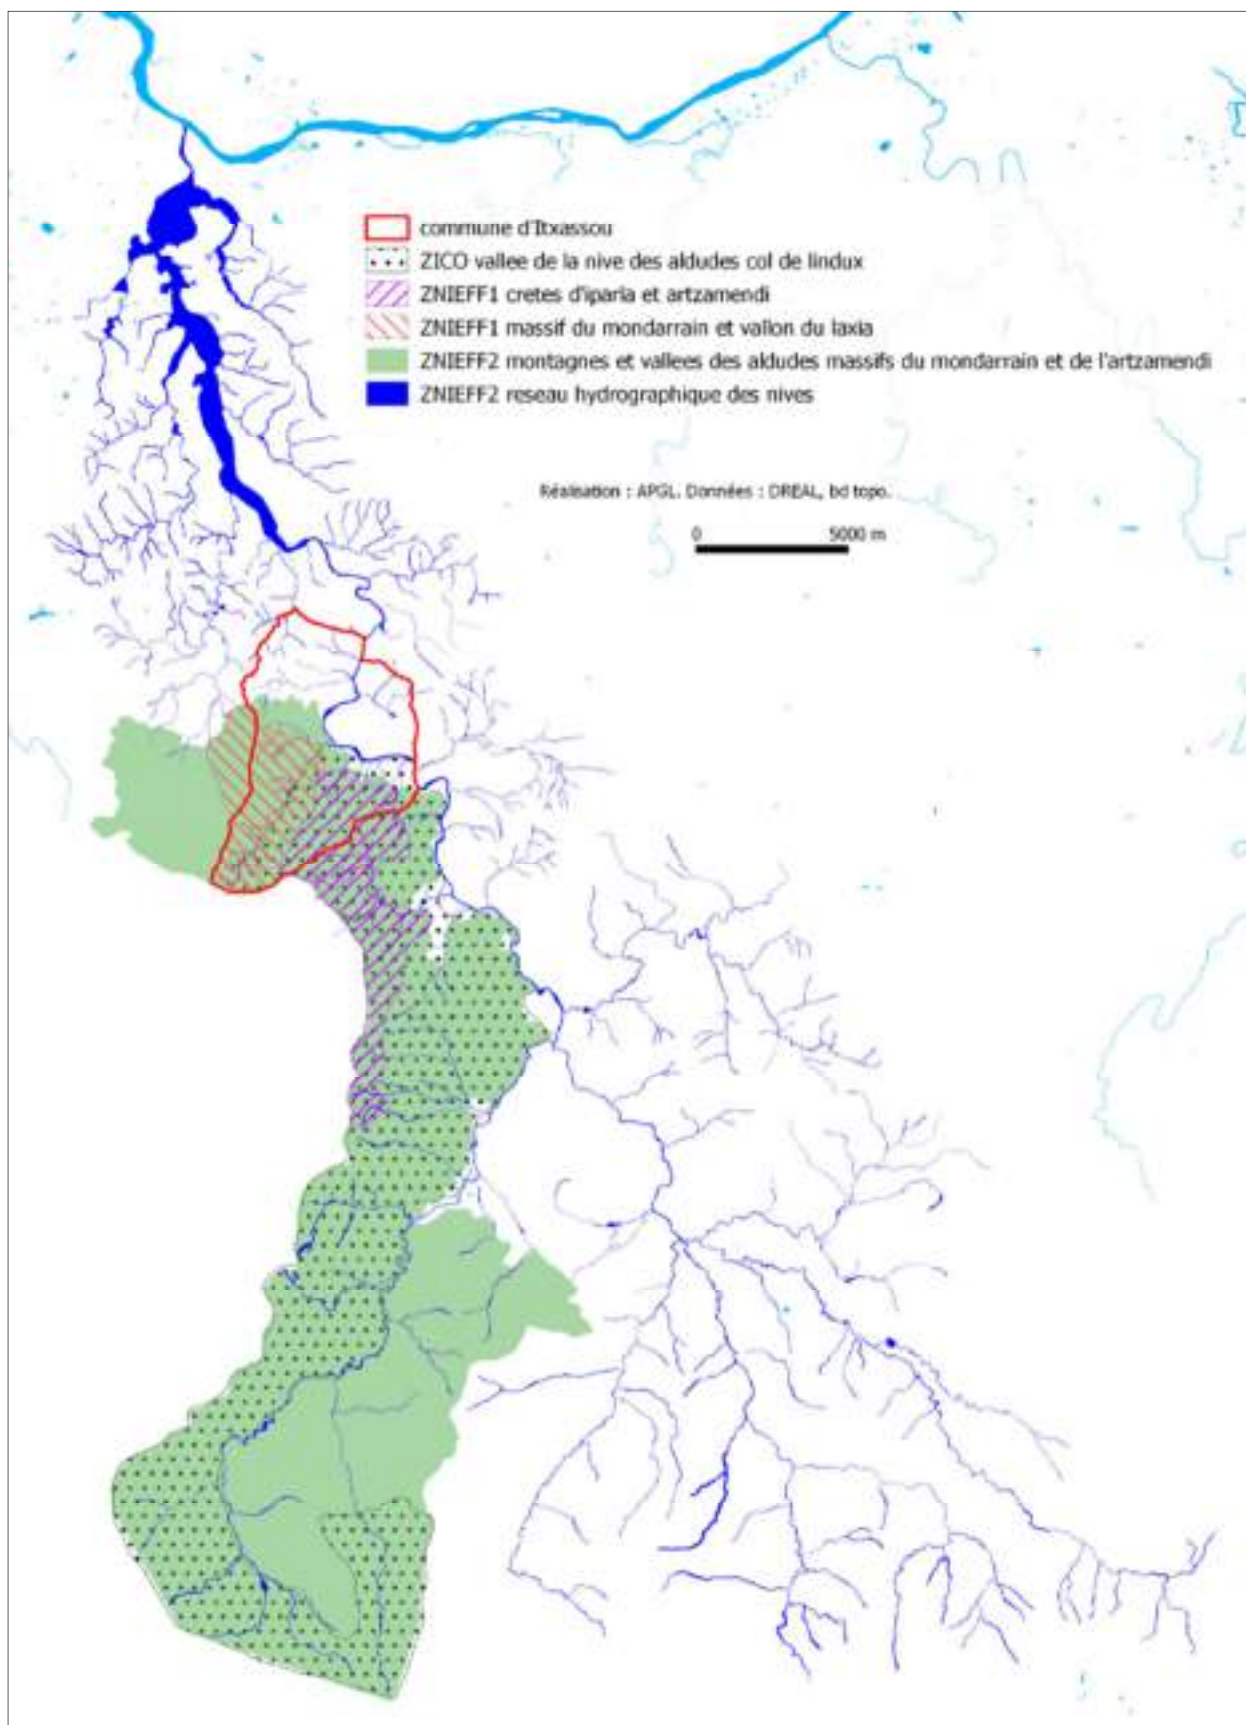 commune d'Itxassou
ZICO vallee de la nive des aldudes col de lindux
ZNIEFF1 cretes d'iparla et artzamendi
ZNIEFF1 massif du mondarrain et vallon du laxia
ZNIEFF2 montagnes et vallees des aldudes massifs du mondarrain et de l'artzamendi
ZNIEFF2 reseau hydrographique des nives
Réalisation : APGL. Données : DREAL, bd topo.
0 5000 m